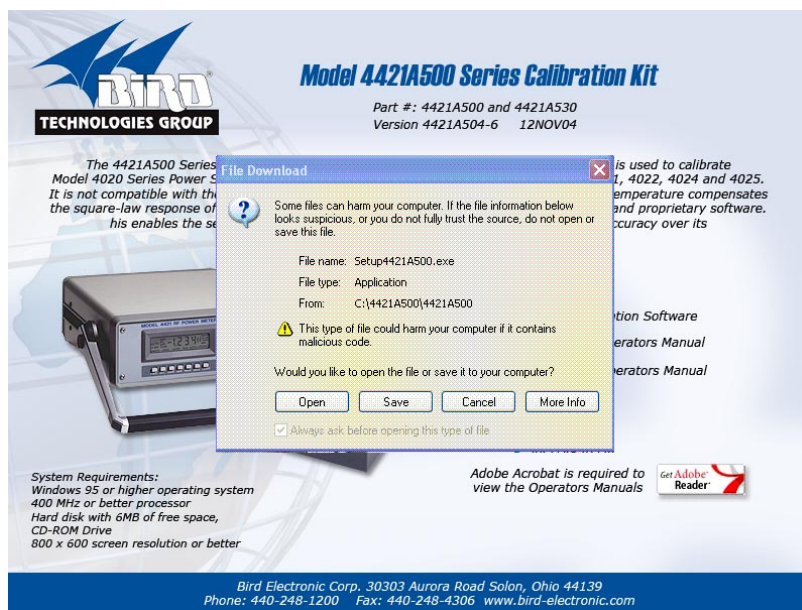 BIRD
TECHNOLOGIES GROUP
Model 4421A500 Series Calibration Kit
Part #: 4421A500 and 4421A530
Version 4421A504-6 12NOV04
The 4421A500 Series is used to calibrate
Model 4020 Series Power S 1, 4022, 4024 and 4025.
It is not compatible with the temperature compensates
the square-law response of and proprietary software.
his enables the se ccuracy over its
File Download
Some files can harm your computer. If the file information below
looks suspicious, or you do not fully trust the source, do not open or
save this file.
File name: Setup4421A500.exe
File type: Application
From: C:\4421A500\4421A500
This type of file could harm your computer if it contains
malicious code.
Would you like to open the file or save it to your computer?
Open Save Cancel More Info
Always ask before opening this type of file
tion Software
erators Manual
erators Manual
MODEL 4421 RF POWER METER
System Requirements:
Windows 95 or higher operating system
400 MHz or better processor
Hard disk with 6MB of free space,
CD-ROM Drive
800 x 600 screen resolution or better
Adobe Acrobat is required to
view the Operators Manuals
Get Adobe
Reader
Bird Electronic Corp. 30303 Aurora Road Solon, Ohio 44139
Phone: 440-248-1200 Fax: 440-248-4306 www.bird-electronic.com